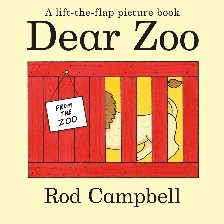 A lift-the-flap picture book
Dear Zoo
FROM
THE
ZOO
Rod Campbell